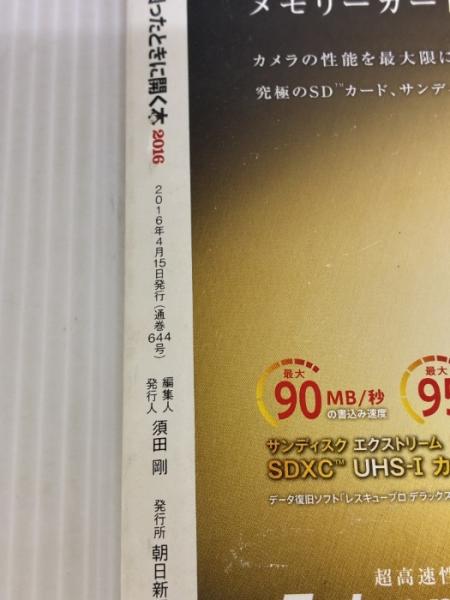 ったときに開く本2016
2016年4月15日発行(通巻644号)
編集人
発行人
須田 剛
発行所 朝日新
メモリーカー
カメラの性能を最大限に
究極のSD™カード、サンデ
最大
90 MB/秒
の書込み速度
最大
95
サンディスク エクストリーム
SDXC™ UHS-I カ
データ復旧ソフト「レスキュープロ デラックス
超高速性